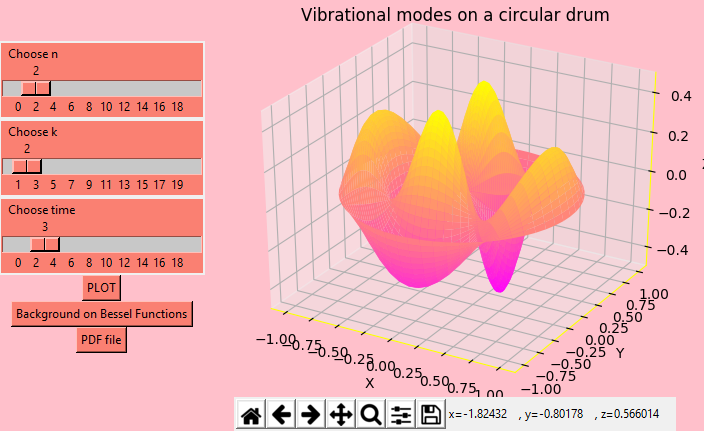 Vibrational modes on a circular drum
Choose n
2
0 2 4 6 8 9 10 12 14 16 18
Choose k
2
1 3 5 7 9 10 11 13 15 17 19
Choose time
3
0 2 4 6 8 9 10 12 14 16 18
PLOT
Background on Bessel Functions
PDF file
0.4
0.2
0.0
−0.2
−0.4
−1.00
−0.75
−0.50
−0.25
0.00
0.25
0.50
0.75
1.00
X
−1.00
−0.75
−0.50
−0.25
0.00
0.25
0.50
0.75
1.00
Y
x=-1.82432 , y=-0.80178 , z=0.566014